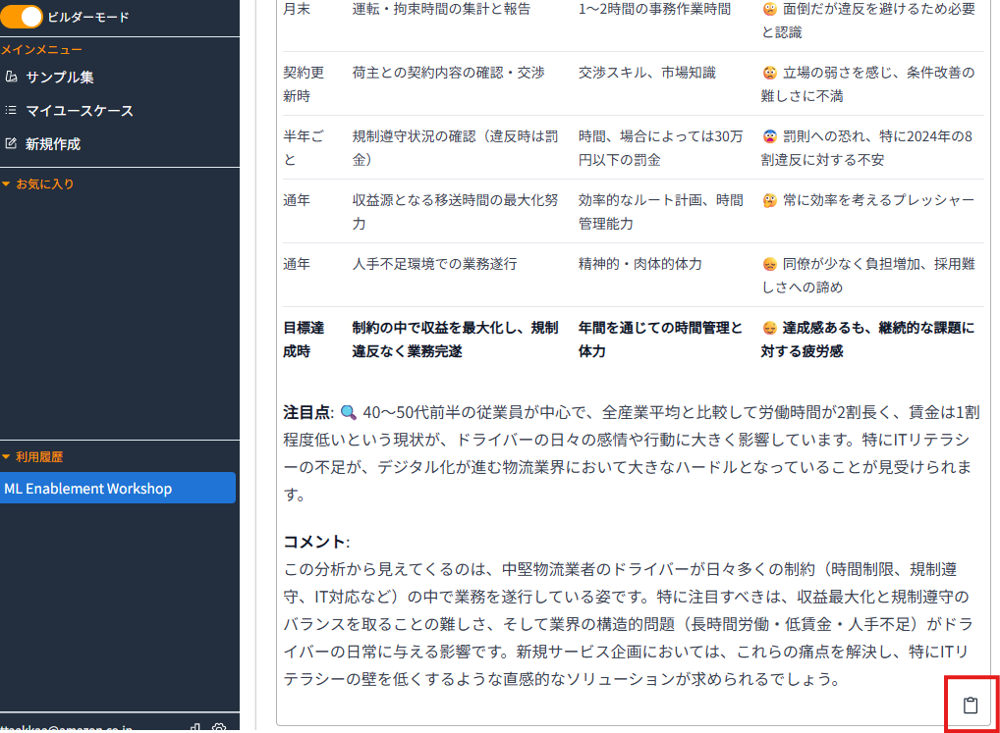 ビルダーモード
メインメニュー
サンプル集
マイユースケース
新規作成
お気に入り
利用履歴
ML Enablement Workshop
月末 運転・拘束時間の集計と報告 1～2時間の事務作業時間 面倒だが違反を避けるため必要
と認識
契約更 荷主との契約内容の確認・交渉 交渉スキル、市場知識 立場の弱さを感じ、条件改善の
新時 難しさに不満
半年ご 規制遵守状況の確認（違反時は罰 時間、場合によっては30万 罰則への恐れ、特に2024年の8
と 金） 円以下の罰金 割違反に対する不安
通年 収益源となる移送時間の最大化努 効率的なルート計画、時間 常に効率を考えるプレッシャー
力 管理能力
通年 人手不足環境での業務遂行 精神的・肉体的体力 同僚が少なく負担増加、採用難
しさへの諦め
目標達 制約の中で収益を最大化し、規制 年間を通じての時間管理と 達成感あるも、継続的な課題に
成時 違反なく業務完遂 体力 対する疲労感
注目点: 🔍 40～50代前半の従業員が中心で、全産業平均と比較して労働時間が2割長く、賃金は1割
程度低いという現状が、ドライバーの日々の感情や行動に大きく影響しています。特にITリテラシ
ーの不足が、デジタル化が進む物流業界において大きなハードルとなっていることが見受けられま
す。
コメント:
この分析から見えてくるのは、中堅物流業者のドライバーが日々多くの制約（時間制限、規制遵
守、IT対応など）の中で業務を遂行している姿です。特に注目すべきは、収益最大化と規制遵守の
バランスを取ることの難しさ、そして業界の構造的問題（長時間労働・低賃金・人手不足）がドラ
イバーの日常に与える影響です。新規サービス企画においては、これらの痛点を解決し、特にITリ
テラシーの壁を低くするような直感的なソリューションが求められるでしょう。